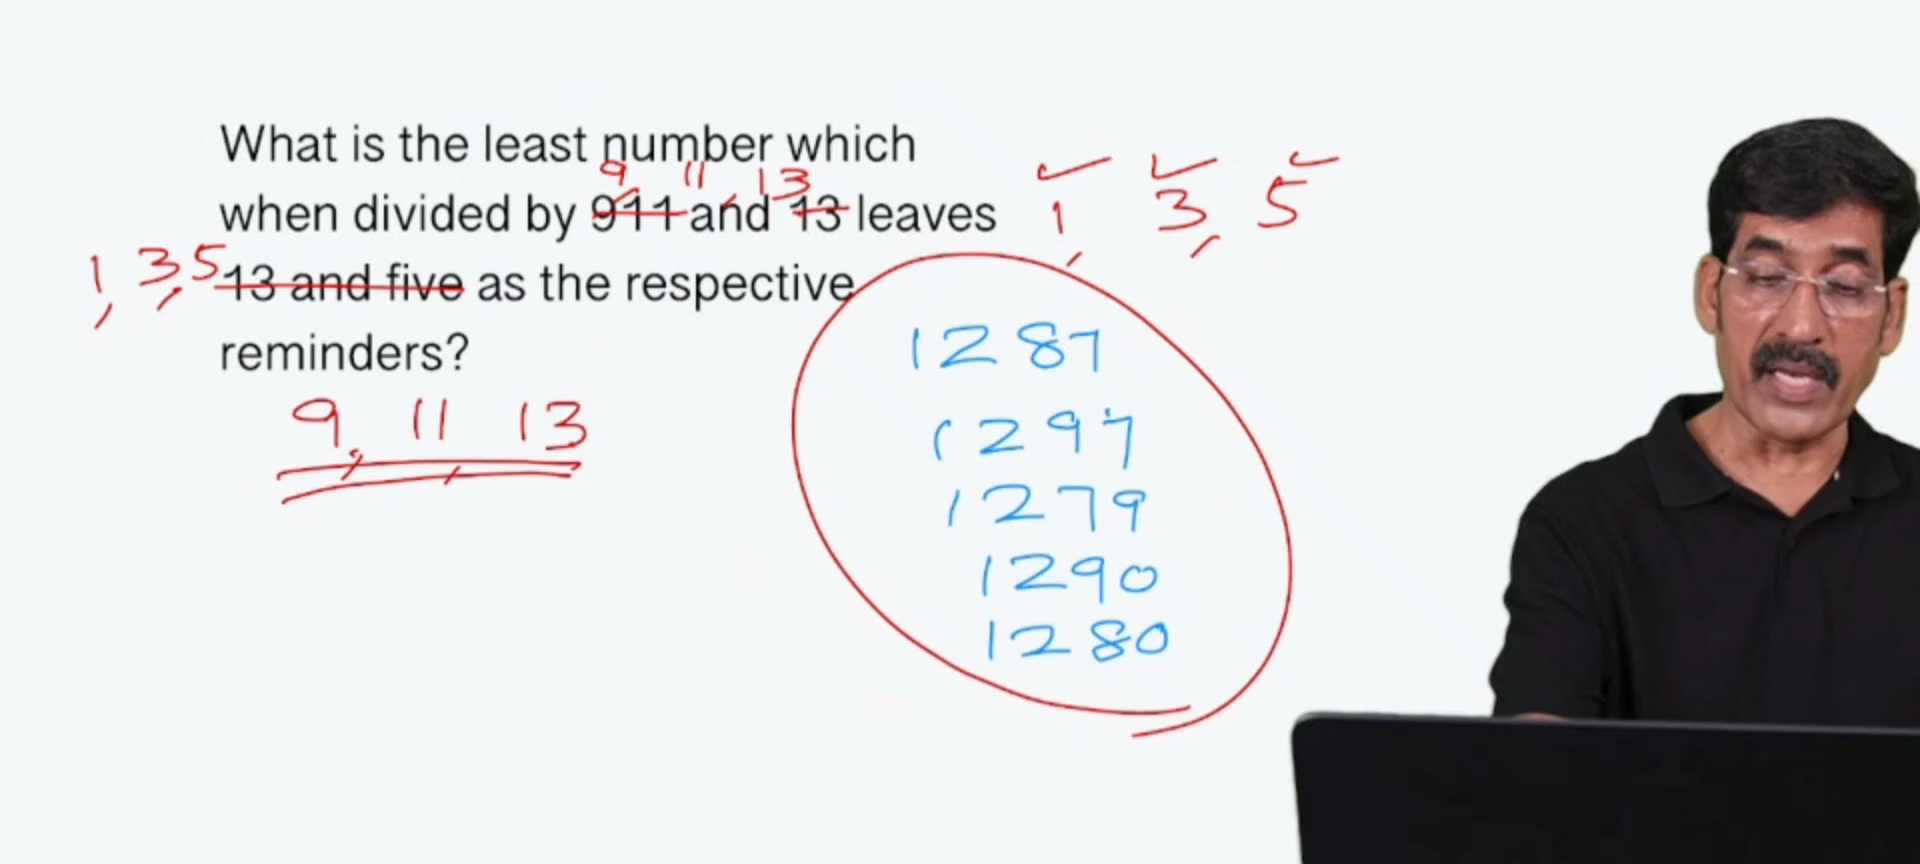 What is the least number which
9 11, 13
when divided by 911 and 13 leaves 1, 3, 5
1, 3, 5 13 and five as the respective
reminders?
9, 11 13
1287
1297
1279
1290
1280